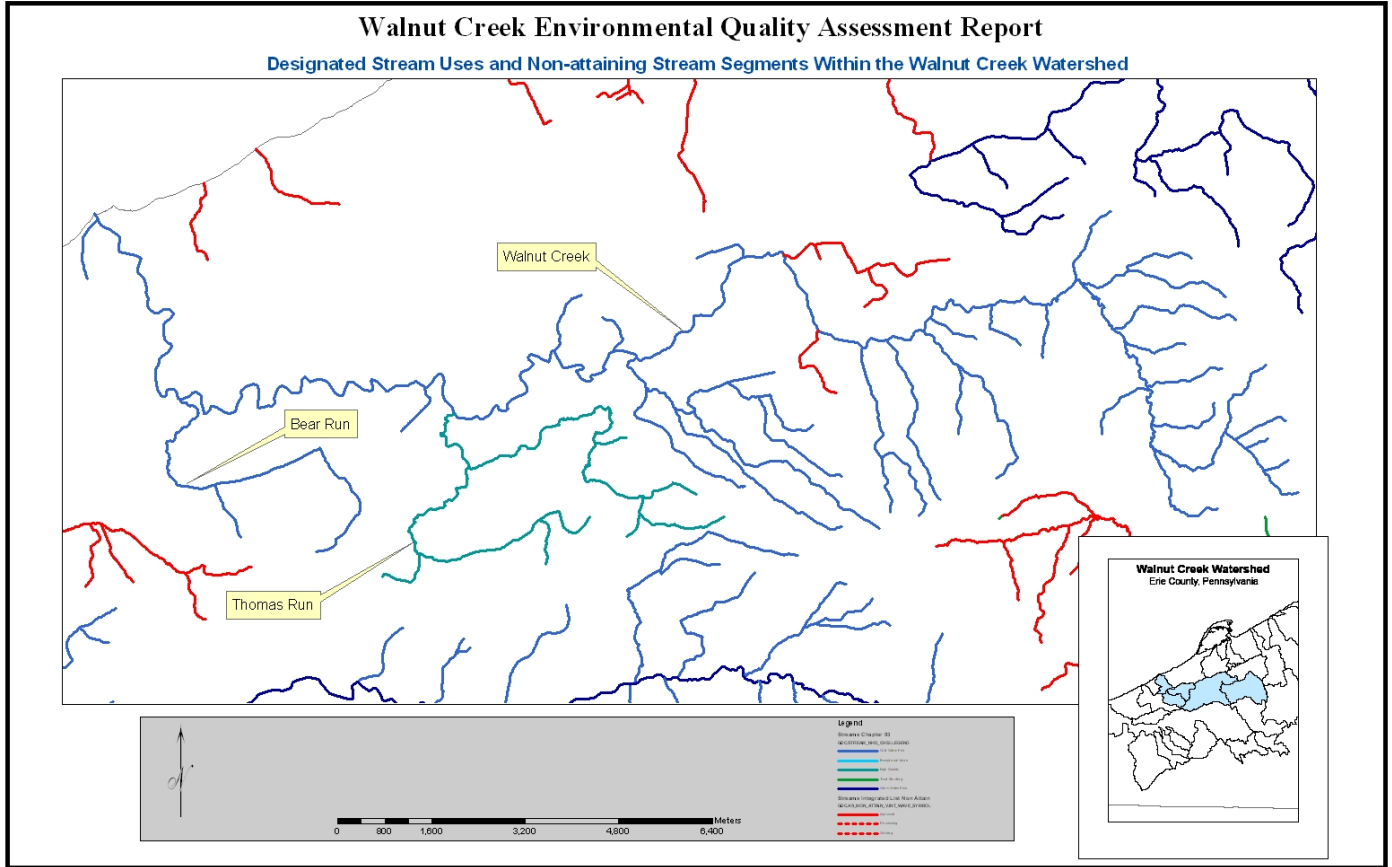 Walnut Creek Environmental Quality Assessment Report
Designated Stream Uses and Non-attaining Stream Segments Within the Walnut Creek Watershed
Walnut Creek
Bear Run
Thomas Run
Walnut Creek Watershed
Erie County, Pennsylvania
N
Legend
Streams Chapter 93
Streams Integrated List Non Attain
Meters
0 800 1,600 3,200 4,800 6,400